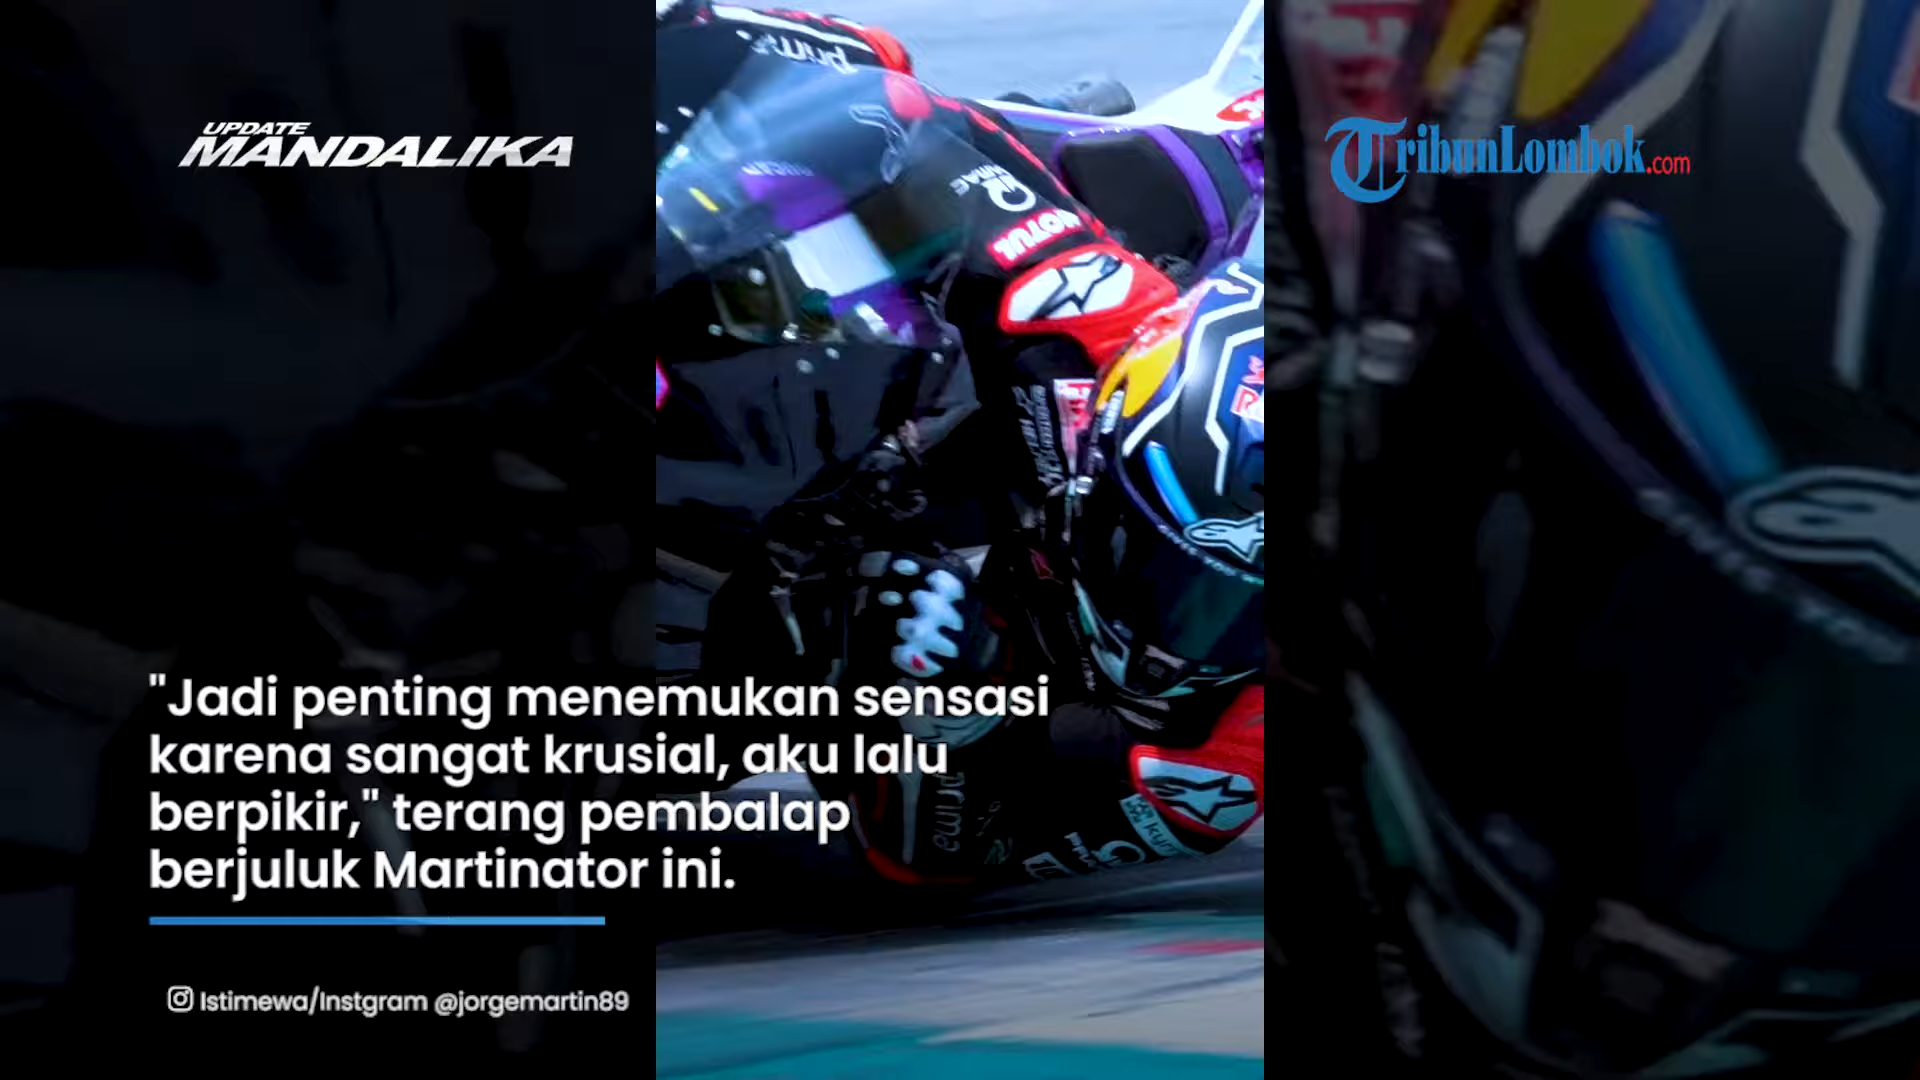 UPDATE
MANDALIKA
TribunLombok.com
MOTUL
"Jadi penting menemukan sensasi
karena sangat krusial, aku lalu
berpikir," terang pembalap
berjuluk Martinator ini.
Istimewa/Instgram @jorgemartin89